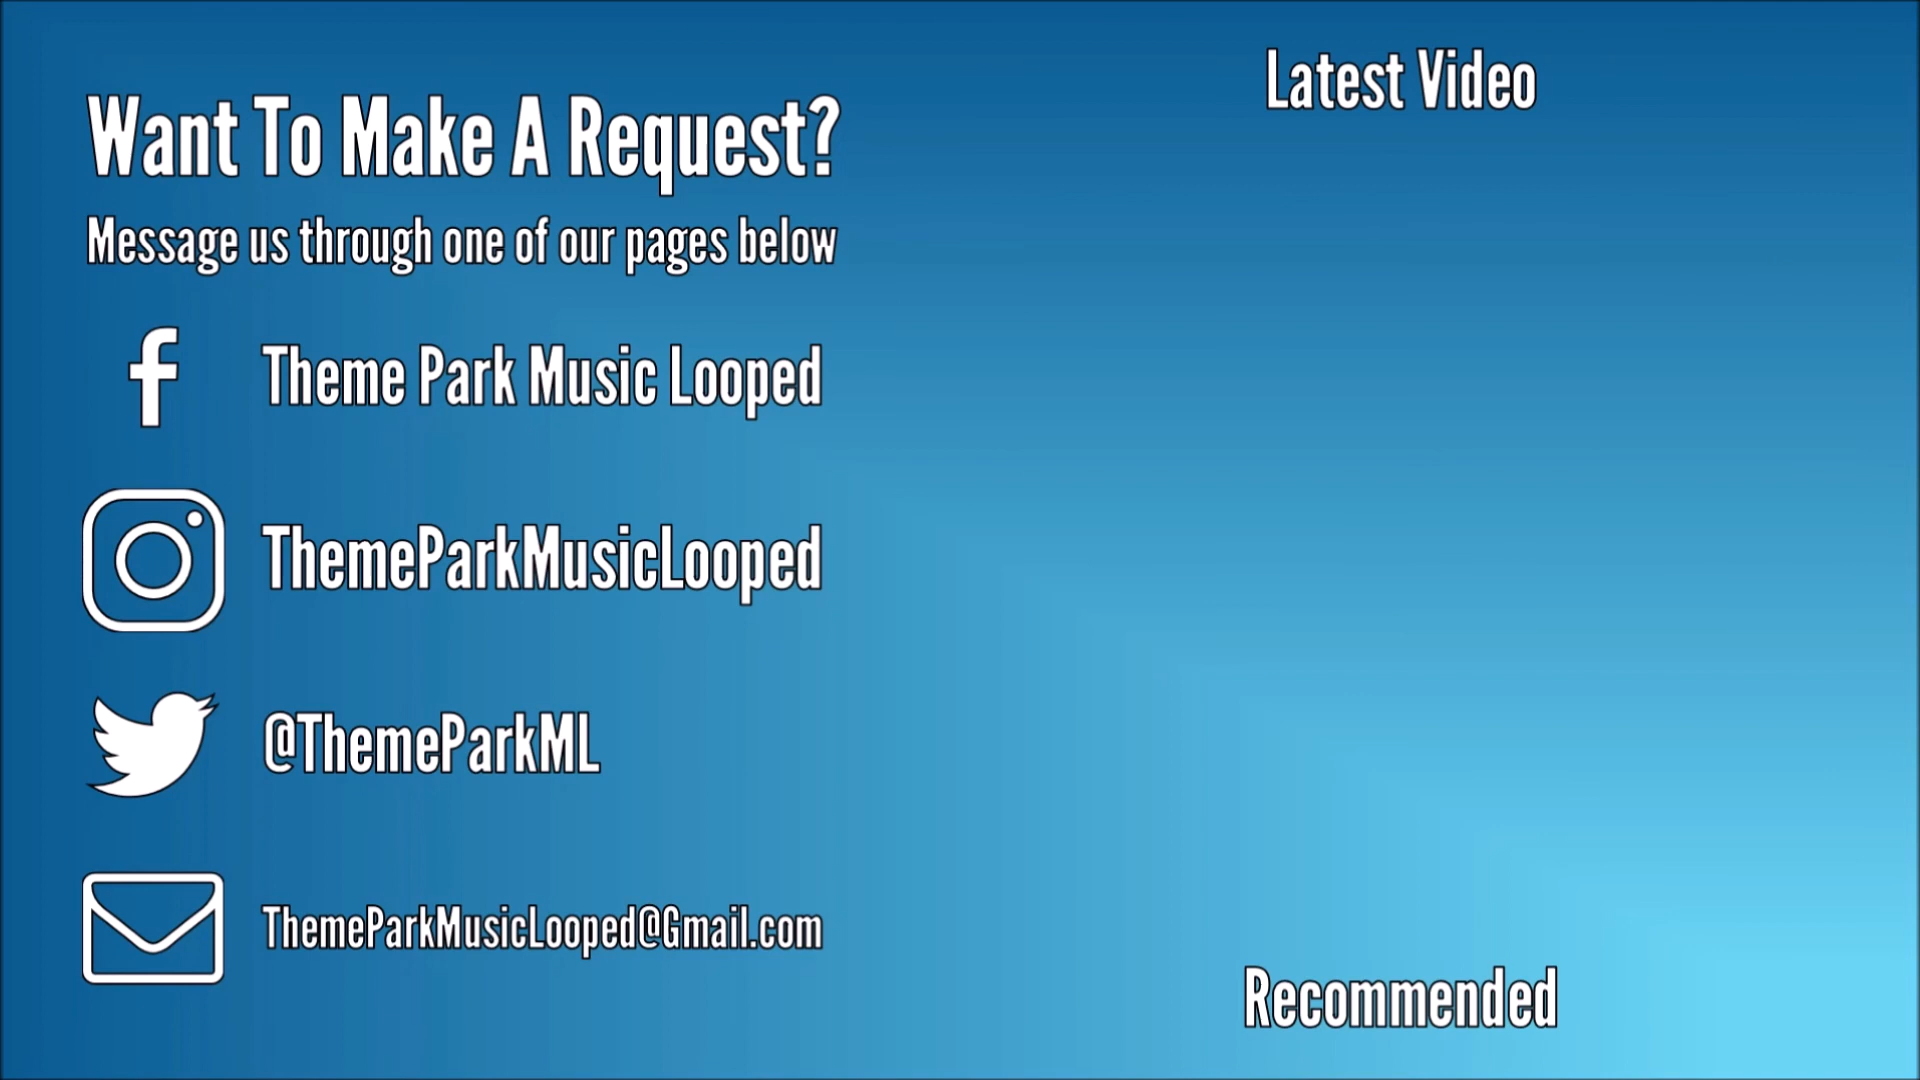 Want To Make A Request?
Message us through one of our pages below
Theme Park Music Looped
ThemeParkMusicLooped
@ThemeParkML
ThemeParkMusicLooped@Gmail.com
Latest Video
Recommended